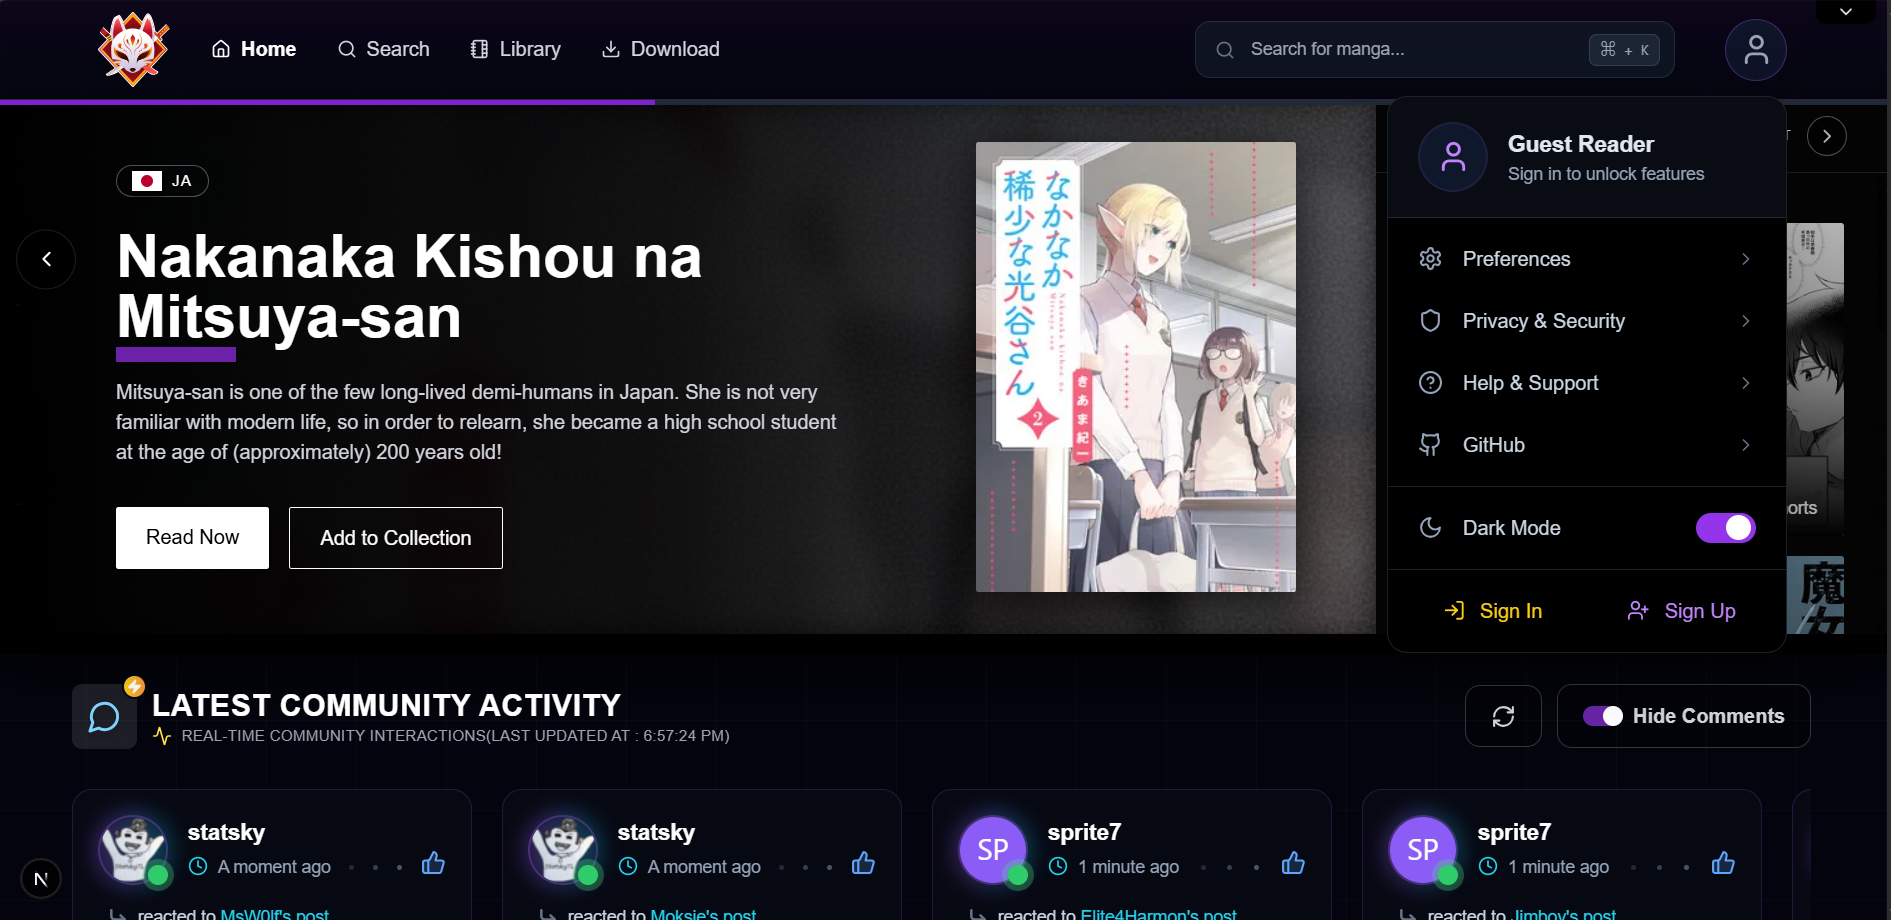 Home
Search
Library
Download
Search for manga...
⌘ + K
JA
Nakanaka Kishou na
Mitsuya-san
Mitsuya-san is one of the few long-lived demi-humans in Japan. She is not very
familiar with modern life, so in order to relearn, she became a high school student
at the age of (approximately) 200 years old!
Read Now
Add to Collection
なかなか
稀少な光谷さん
2
きあま紀一
Guest Reader
Sign in to unlock features
Preferences
Privacy & Security
Help & Support
GitHub
Dark Mode
Sign In
Sign Up
T
orts
魔
女
LATEST COMMUNITY ACTIVITY
REAL-TIME COMMUNITY INTERACTIONS(LAST UPDATED AT : 6:57:24 PM)
Hide Comments
statsky
A moment ago
reacted to MsW0lf's post
statsky
A moment ago
reacted to Moksie's post
SP
sprite7
1 minute ago
reacted to Elite4Harmon's post
SP
sprite7
1 minute ago
reacted to Jimboy's post
N